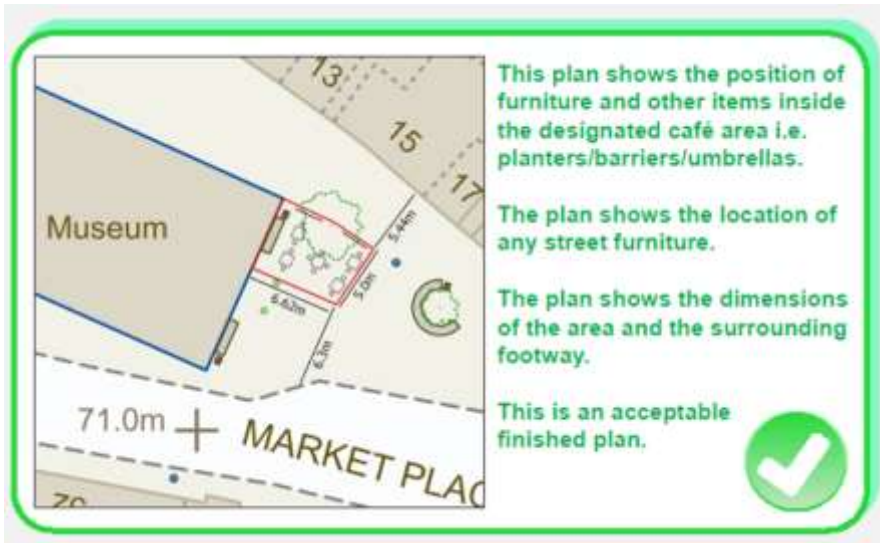 13
15
17
Museum
5.44m
5.0m
6.62m
6.3m
71.0m
MARKET PLAC
This plan shows the position of
furniture and other items inside
the designated café area i.e.
planters/barriers/umbrellas.
The plan shows the location of
any street furniture.
The plan shows the dimensions
of the area and the surrounding
footway.
This is an acceptable
finished plan.